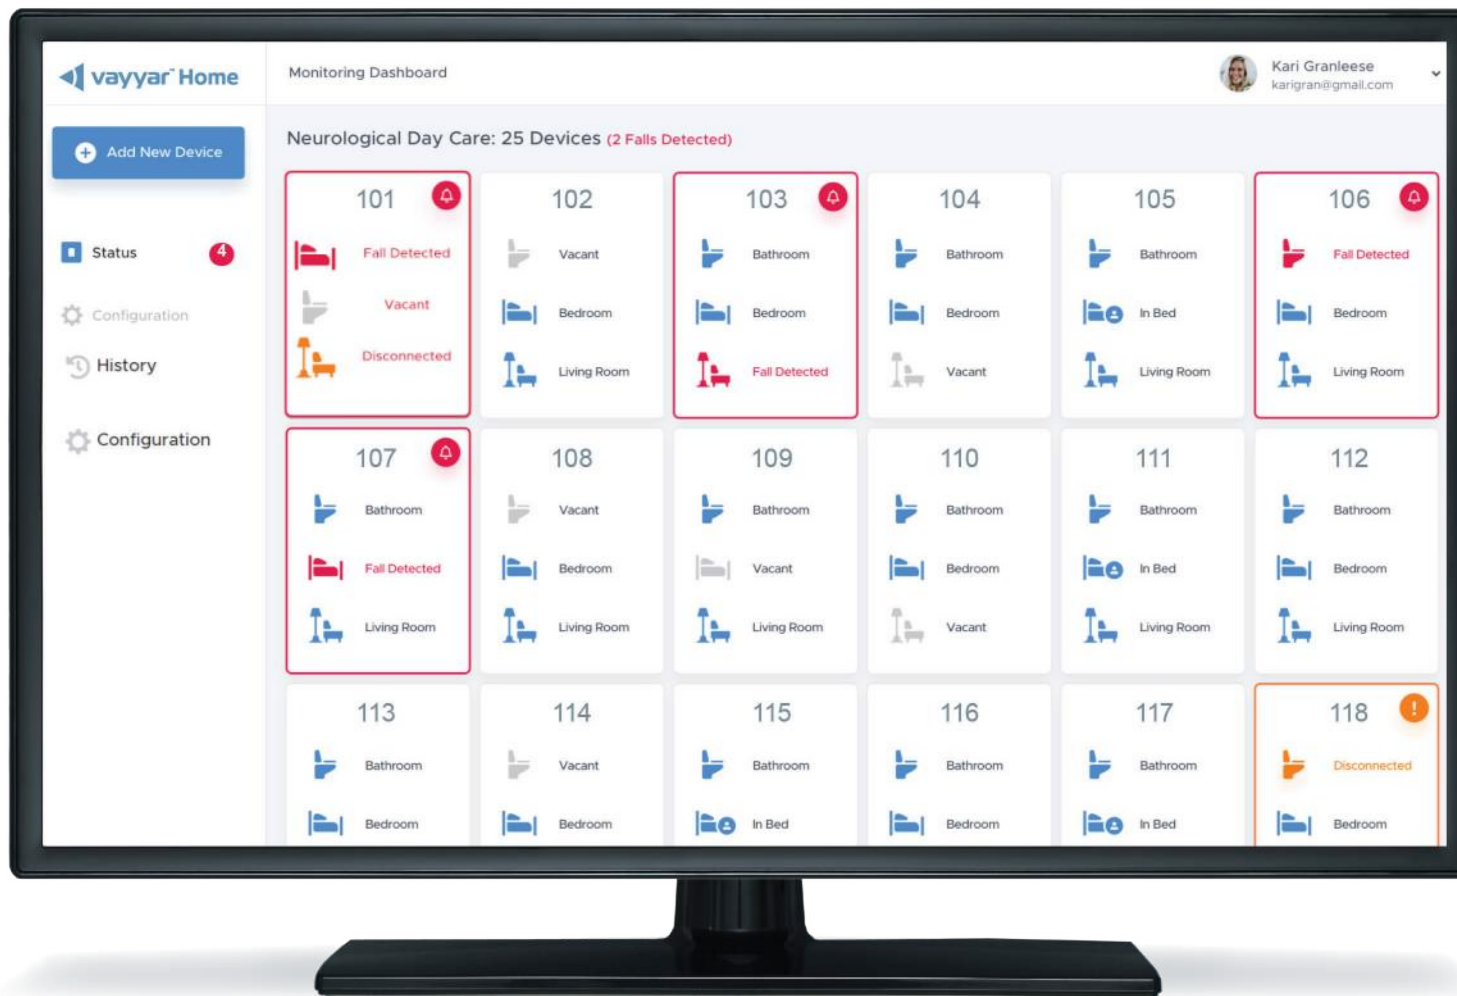 vayyar™ Home
Monitoring Dashboard
Kari Granleese
karigran@gmail.com
Add New Device
Status
4
Configuration
History
Configuration
Neurological Day Care: 25 Devices (2 Falls Detected)
101
Fall Detected
Vacant
Disconnected
102
Vacant
Bedroom
Living Room
103
Bathroom
Bedroom
Fall Detected
104
Bathroom
Bedroom
Vacant
105
Bathroom
In Bed
Living Room
106
Fall Detected
Bedroom
Living Room
107
Bathroom
Fall Detected
Living Room
108
Vacant
Bedroom
Living Room
109
Bathroom
Vacant
Living Room
110
Bathroom
Bedroom
Vacant
111
Bathroom
In Bed
Living Room
112
Bathroom
Bedroom
Living Room
113
Bathroom
Bedroom
114
Vacant
Bedroom
115
Bathroom
In Bed
116
Bathroom
Bedroom
117
Bathroom
In Bed
118
!
Disconnected
Bedroom